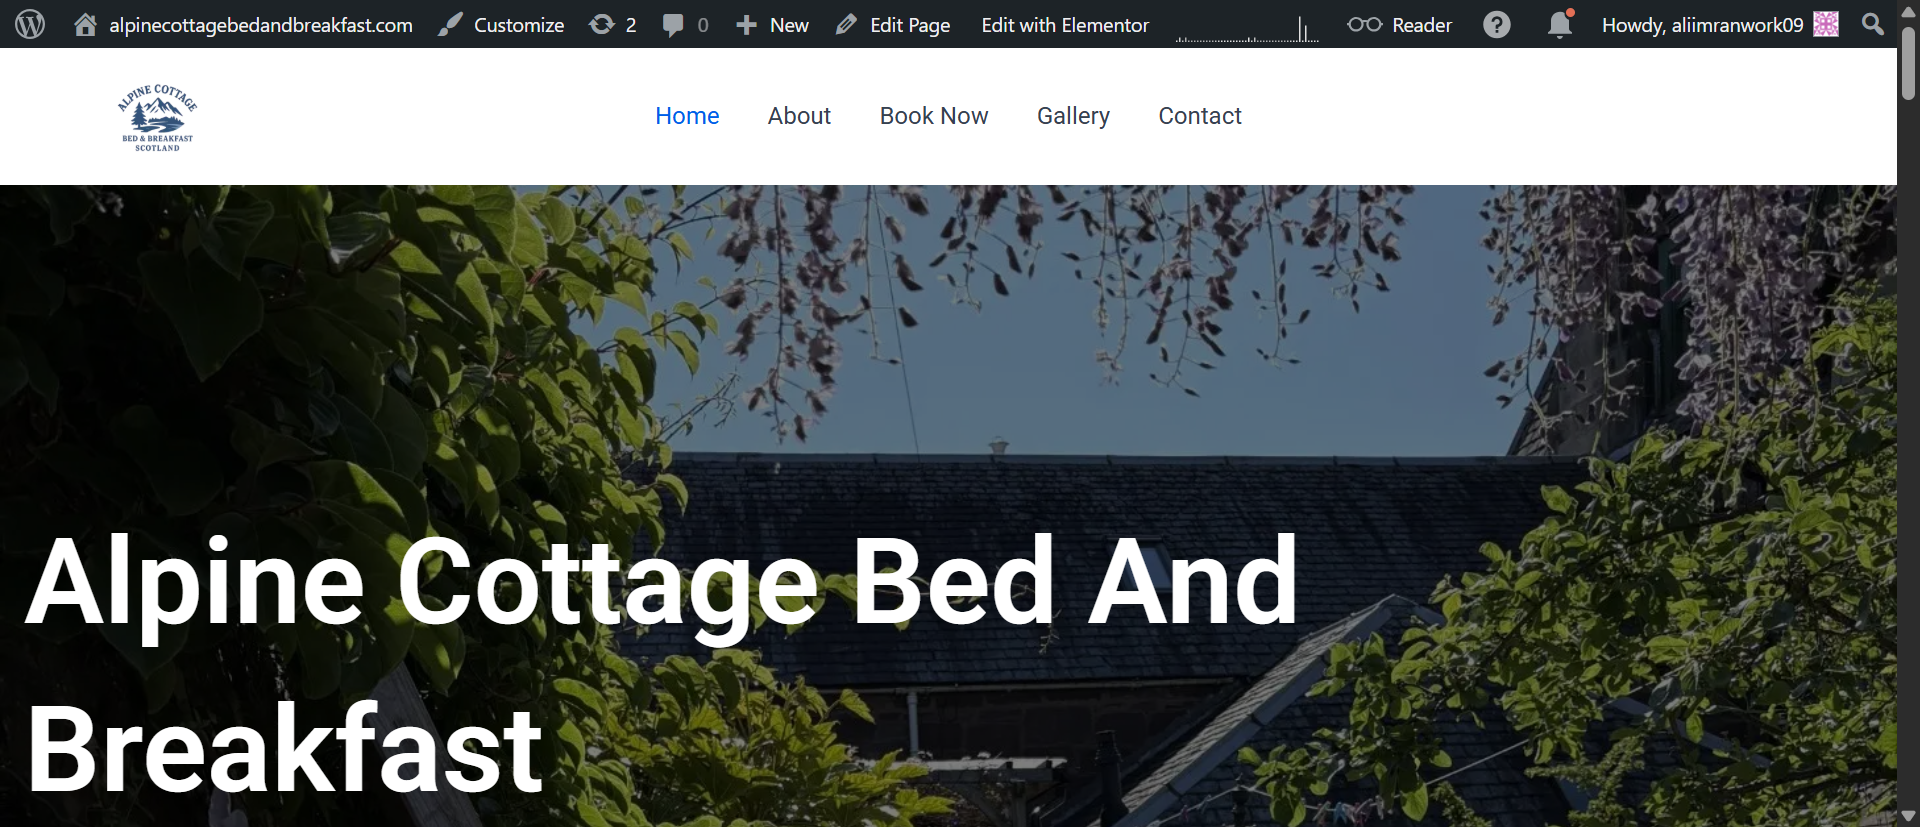 alpinecottagebedandbreakfast.com Customize 2 0 New Edit Page Edit with Elementor Reader Howdy, aliimranwork09
ALPINE COTTAGE
BED & BREAKFAST
SCOTLAND
Home About Book Now Gallery Contact
Alpine Cottage Bed And
Breakfast